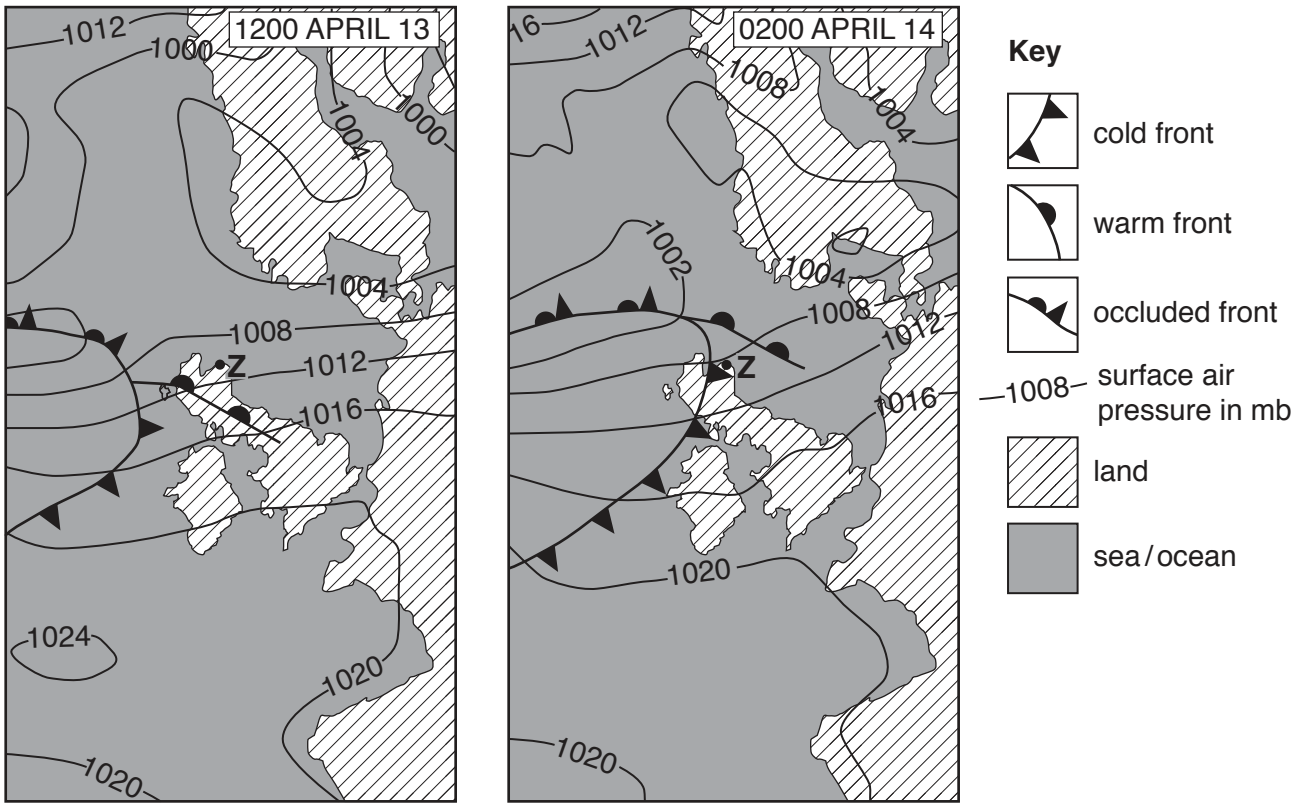 1200 APRIL 13
1012
1000
1004
1000
1004
1008
Z
1012
1016
1024
1020
1020
0200 APRIL 14
16
1012
1008
1004
1002
1004
1008
1012
Z
1016
1020
1020
Key
cold front
warm front
occluded front
1008
surface air
pressure in mb
land
sea / ocean